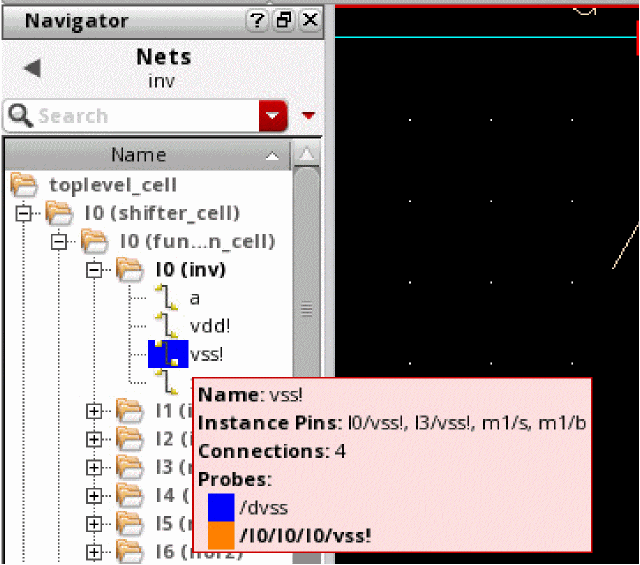 Navigator
Nets
inv
Search
Name
toplevel_cell
I0 (shifter_cell)
I0 (fun...n_cell)
I0 (inv)
a
vdd!
vss!
Name: vss!
Instance Pins: I0/vss!, I3/vss!, m1/s, m1/b
Connections: 4
Probes:
/dvss
/I0/I0/I0/vss!
I1 (i
I2 (i
I3 (
I4 (
I5 (
I6 (